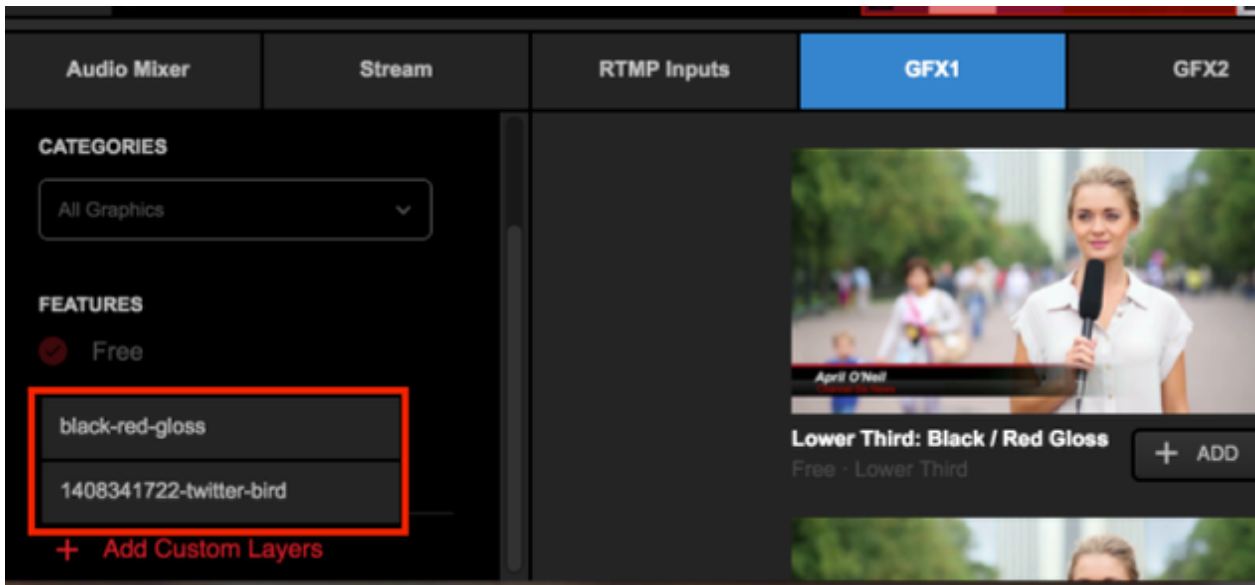 Audio Mixer
Stream
RTMP Inputs
GFX1
GFX2
CATEGORIES
All Graphics
FEATURES
Free
black-red-gloss
1408341722-twitter-bird
+ Add Custom Layers
April O'Neil
Lower Third: Black / Red Gloss
Free · Lower Third
+ ADD